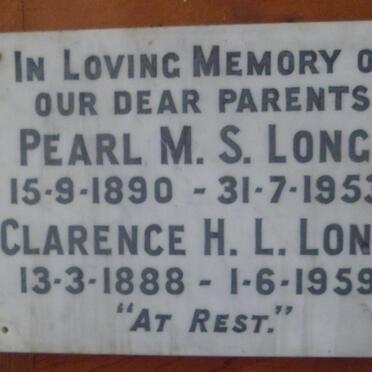 IN LOVING MEMORY O
OUR DEAR PARENTS
PEARL M. S. LONG
15-9-1890 - 31-7-1953
CLARENCE H. L. LON
13-3-1888 - 1-6-1959
"AT REST."